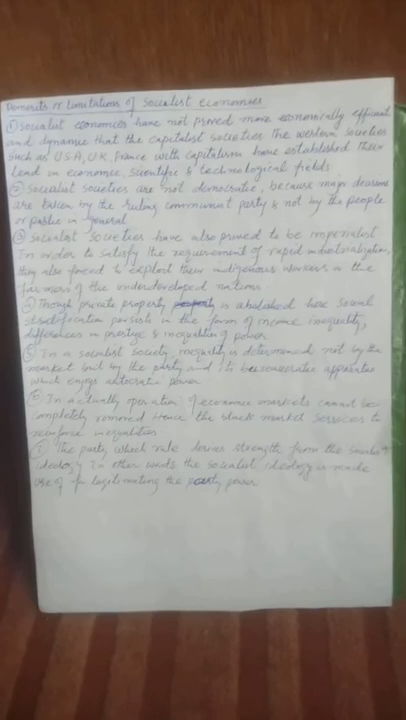 Demerits or Limitations of Socialist Economies
① Socialist economies have not proved more economically efficient
and dynamic that the capitalist societies The western societies
such as U.S.A, U.K, France with capitalism have established their
lead in economic, scientific & technological fields.
② Socialist societies are not democratic, because major
are taken by the ruling communist party & not by the people
or public in general
③ Socialist societies have also proved to be imperialist
In order to satisfy the requirement of rapid industrialization,
they also forced to exploit their indigenous workers or the
farmers of the underdeveloped nations
Though private property is abolished here social
stratification persists in the form of income inequality,
differences in prestige & inequalities of power.
⑤ In a socialist society inequality is determined not by the
market but by the party and its bureaucratic apparatus
which enjoys autocratic power
In actually operation of economic markets cannot be
completely removed Hence the black market services to
reinforce inequalities
The party which rule derives strength from the socialist
ideology In other words the socialist ideology is made
use of for legitimating the party power.